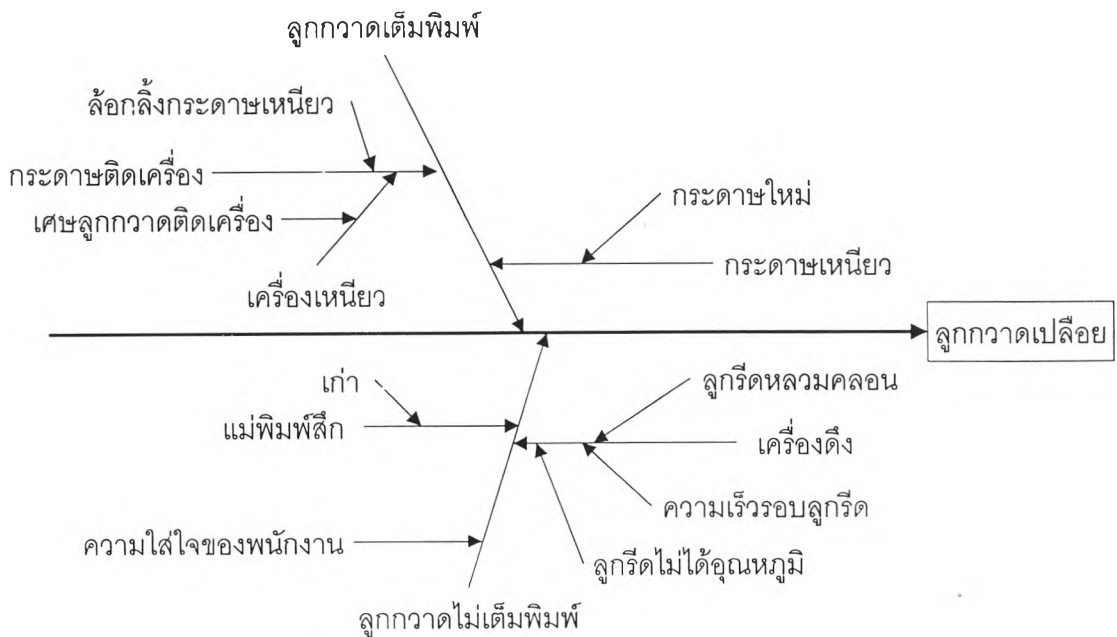 ลูกกวาดเต็มพิมพ์
ล้อกลิ้งกระดาษเหนียว
กระดาษติดเครื่อง
กระดาษใหม่
เศษลูกกวาดติดเครื่อง
กระดาษเหนียว
เครื่องเหนียว
ลูกกวาดเปลือย
เก่า
ลูกรีดหลวมคลอน
แม่พิมพ์สึก
เครื่องดึง
ความเร็วรอบลูกรีด
ความใส่ใจของพนักงาน
ลูกรีดไม่ได้อุณหภูมิ
ลูกกวาดไม่เต็มพิมพ์